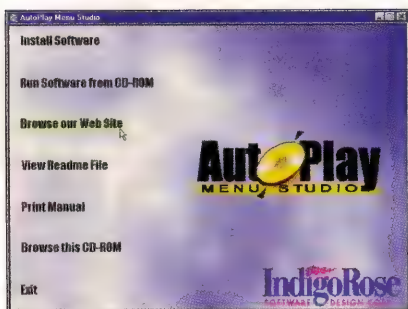 AutoPlay Menu Studio
Install Software
Run Software from CD-ROM
Browse our Web Site
View Readme File
Print Manual
Browse this CD-ROM
Exit
AutoPlay
MENU STUDIO
IndigoRose
SOFTWARE DESIGN CORP